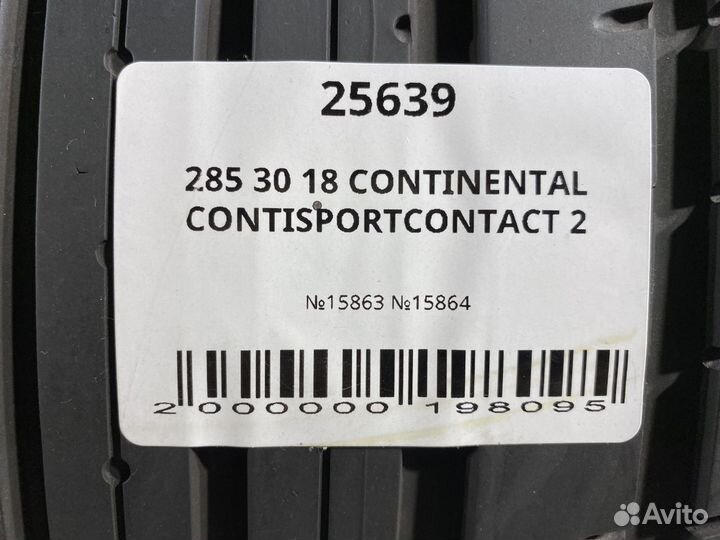 25639
285 30 18 CONTINENTAL
CONTISPORTCONTACT 2
№15863 №15864
2 000000 198095
Avito